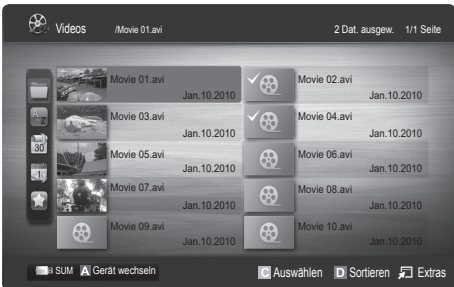 Videos /Movie 01.avi 2 Dat. ausgew. 1/1 Seite
Movie 01.avi Movie 02.avi
Jan.10.2010 Jan.10.2010
Movie 03.avi Movie 04.avi
Jan.10.2010 Jan.10.2010
Movie 05.avi Movie 06.avi
Jan.10.2010 Jan.10.2010
Movie 07.avi Movie 08.avi
Jan.10.2010 Jan.10.2010
Movie 09.avi Movie 10.avi
Jan.10.2010 Jan.10.2010
SUM A Gerät wechseln C Auswählen D Sortieren Extras